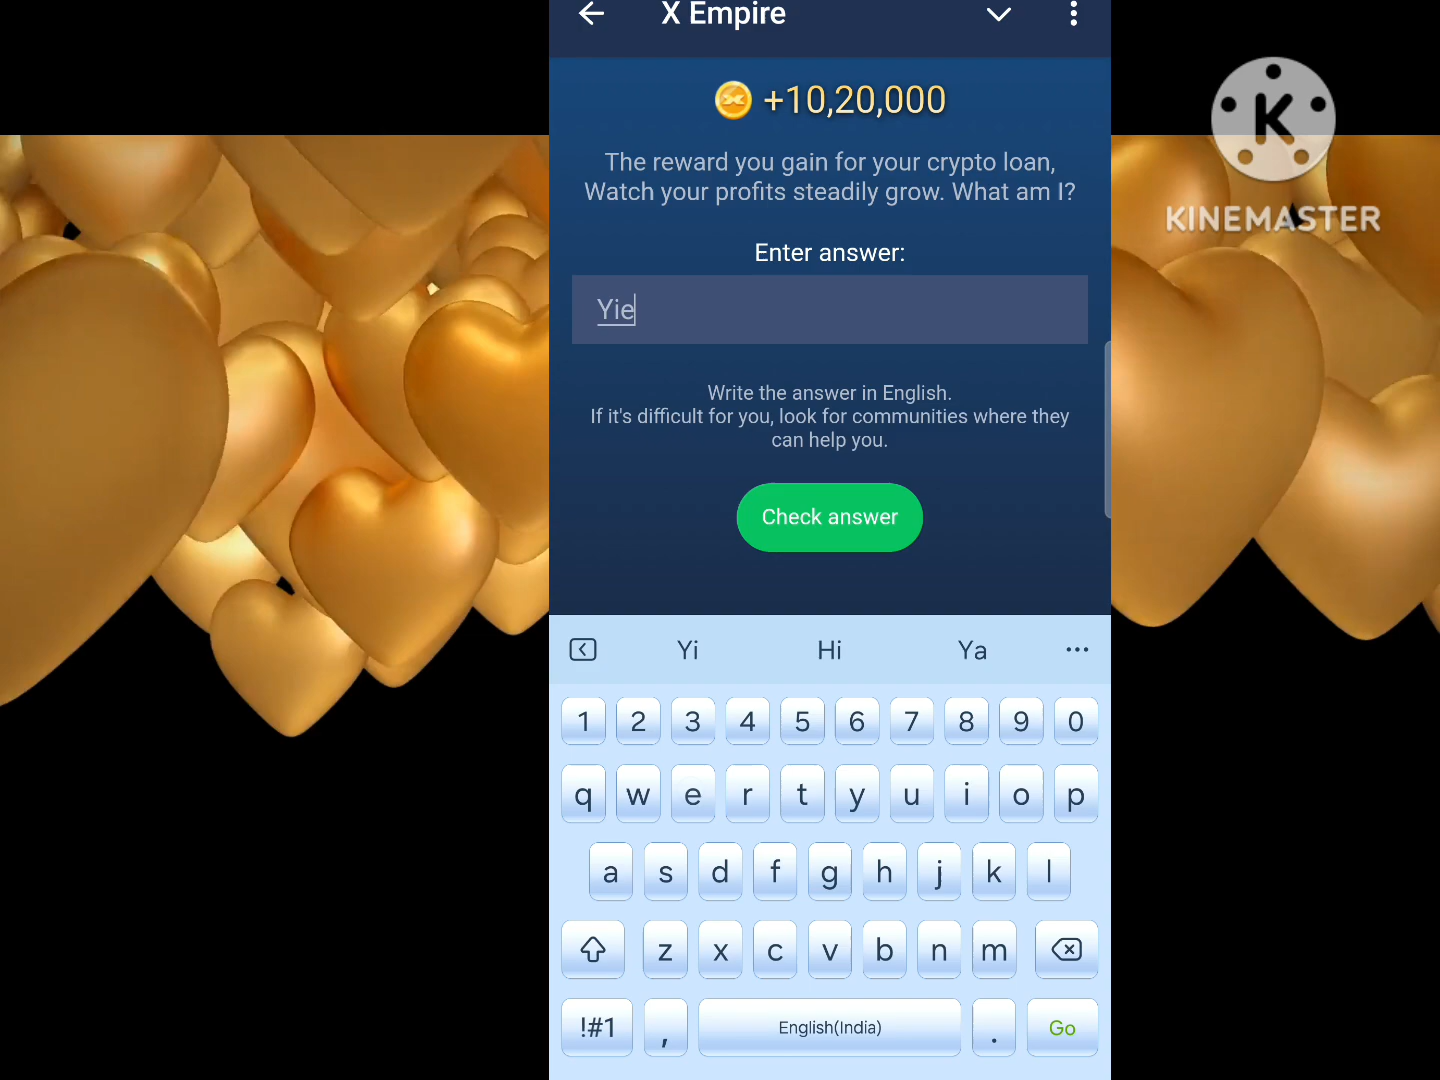 X Empire
+10,20,000
The reward you gain for your crypto loan,
Watch your profits steadily grow. What am I?
Enter answer:
Yie
Write the answer in English.
If it's difficult for you, look for communities where they
can help you.
Check answer
Yi Hi Ya
1 2 3 4 5 6 7 8 9 0
q w e r t y u i o p
a s d f g h j k l
z x c v b n m
!#1 , English(India) . Go
K
KINEMASTER